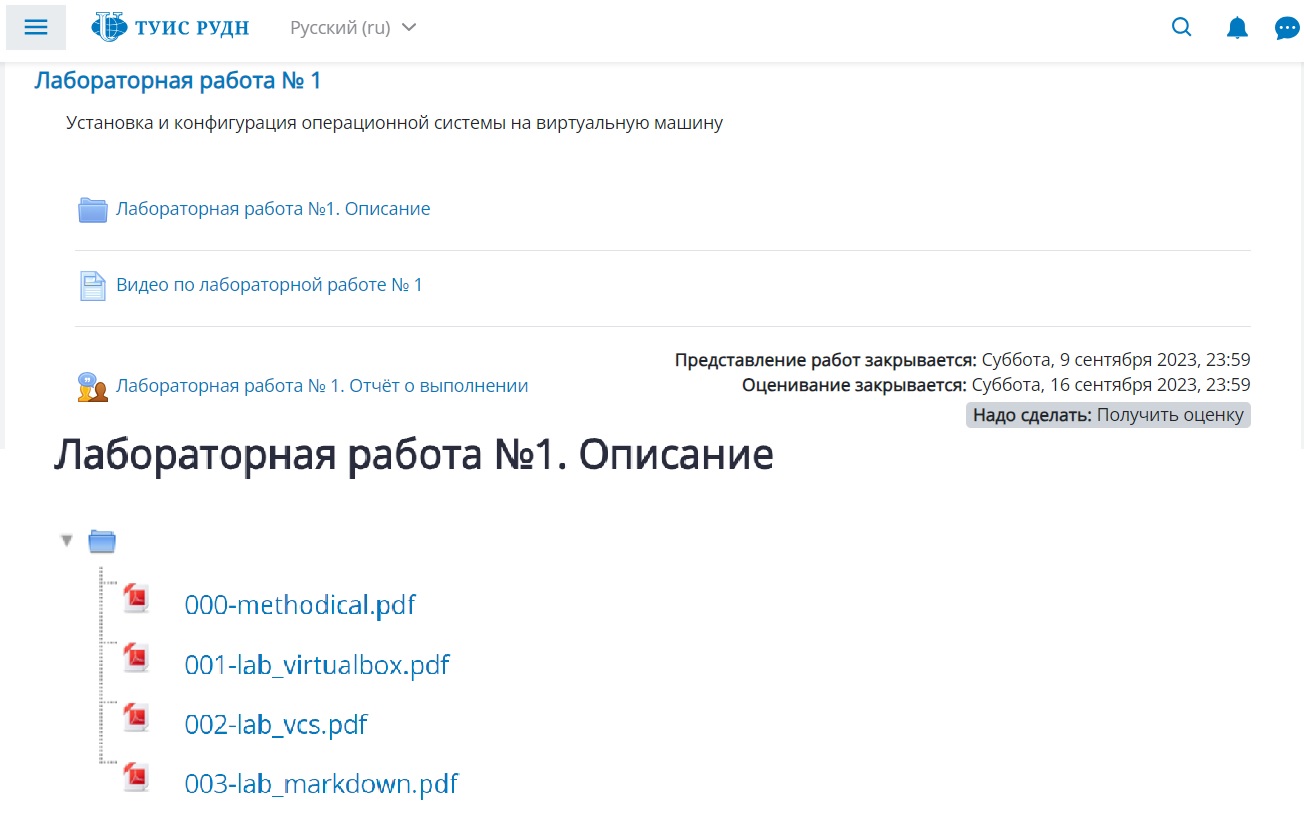 ТУИС РУДН Русский (ru)
Лабораторная работа № 1
Установка и конфигурация операционной системы на виртуальную машину
Лабораторная работа №1. Описание
Видео по лабораторной работе № 1
Представление работ закрывается: Суббота, 9 сентября 2023, 23:59
Лабораторная работа № 1. Отчёт о выполнении
Оценивание закрывается: Суббота, 16 сентября 2023, 23:59
Надо сделать: Получить оценку
Лабораторная работа №1. Описание
000-methodical.pdf
001-lab_virtualbox.pdf
002-lab_vcs.pdf
003-lab_markdown.pdf